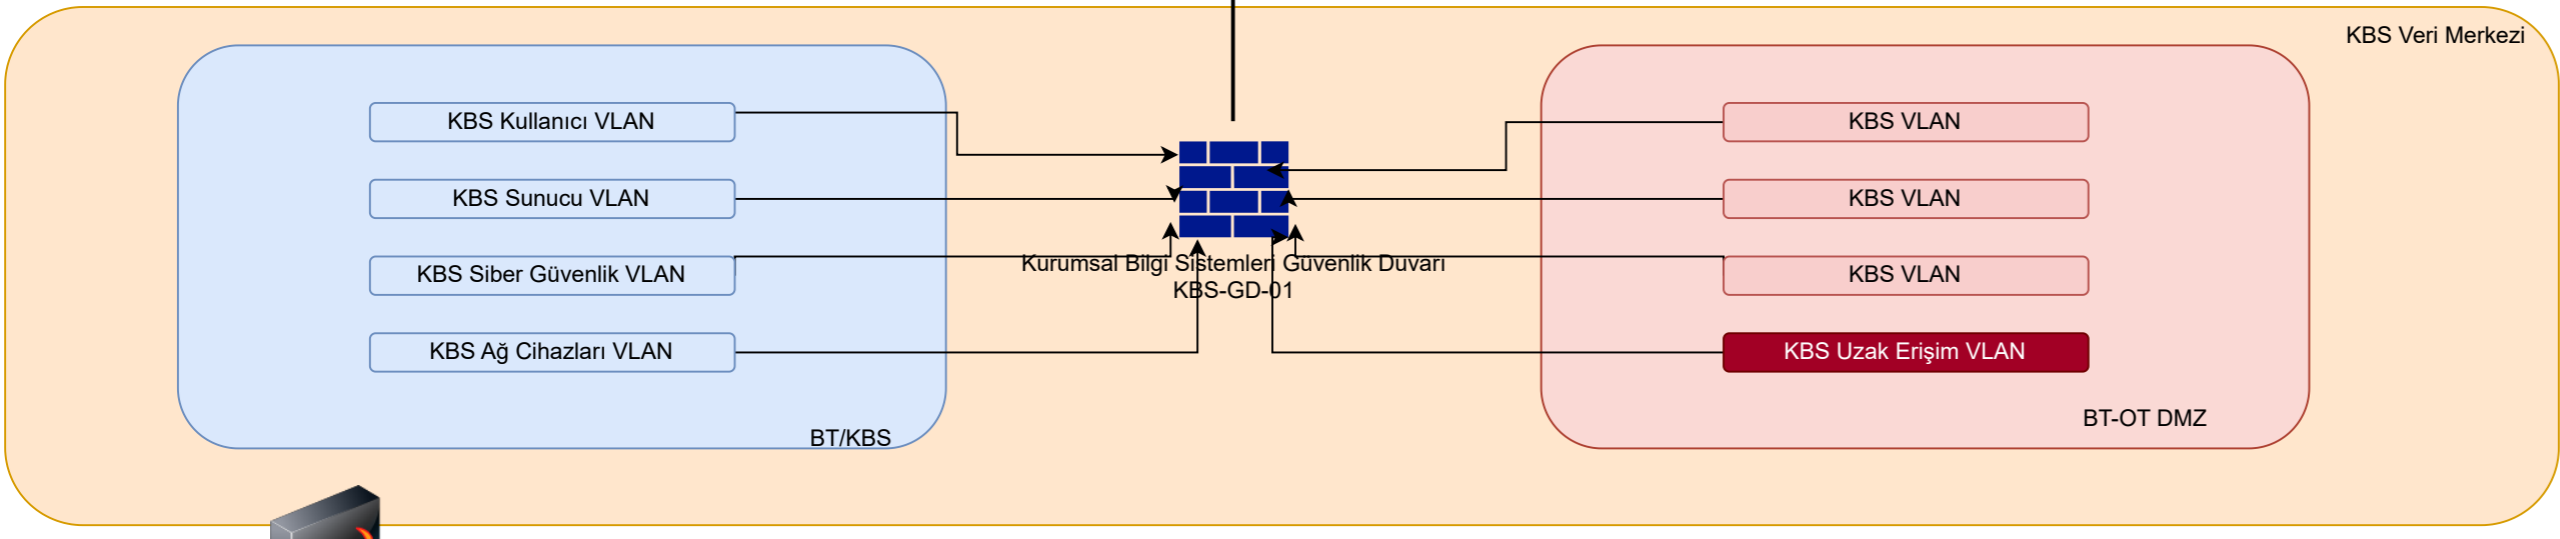 KBS Veri Merkezi
KBS Kullanıcı VLAN
KBS Sunucu VLAN
KBS Siber Güvenlik VLAN
KBS Ağ Cihazları VLAN
BT/KBS
Kurumsal Bilgi Sistemleri Güvenlik Duvarı
KBS-GD-01
KBS VLAN
KBS VLAN
KBS VLAN
KBS Uzak Erişim VLAN
BT-OT DMZ